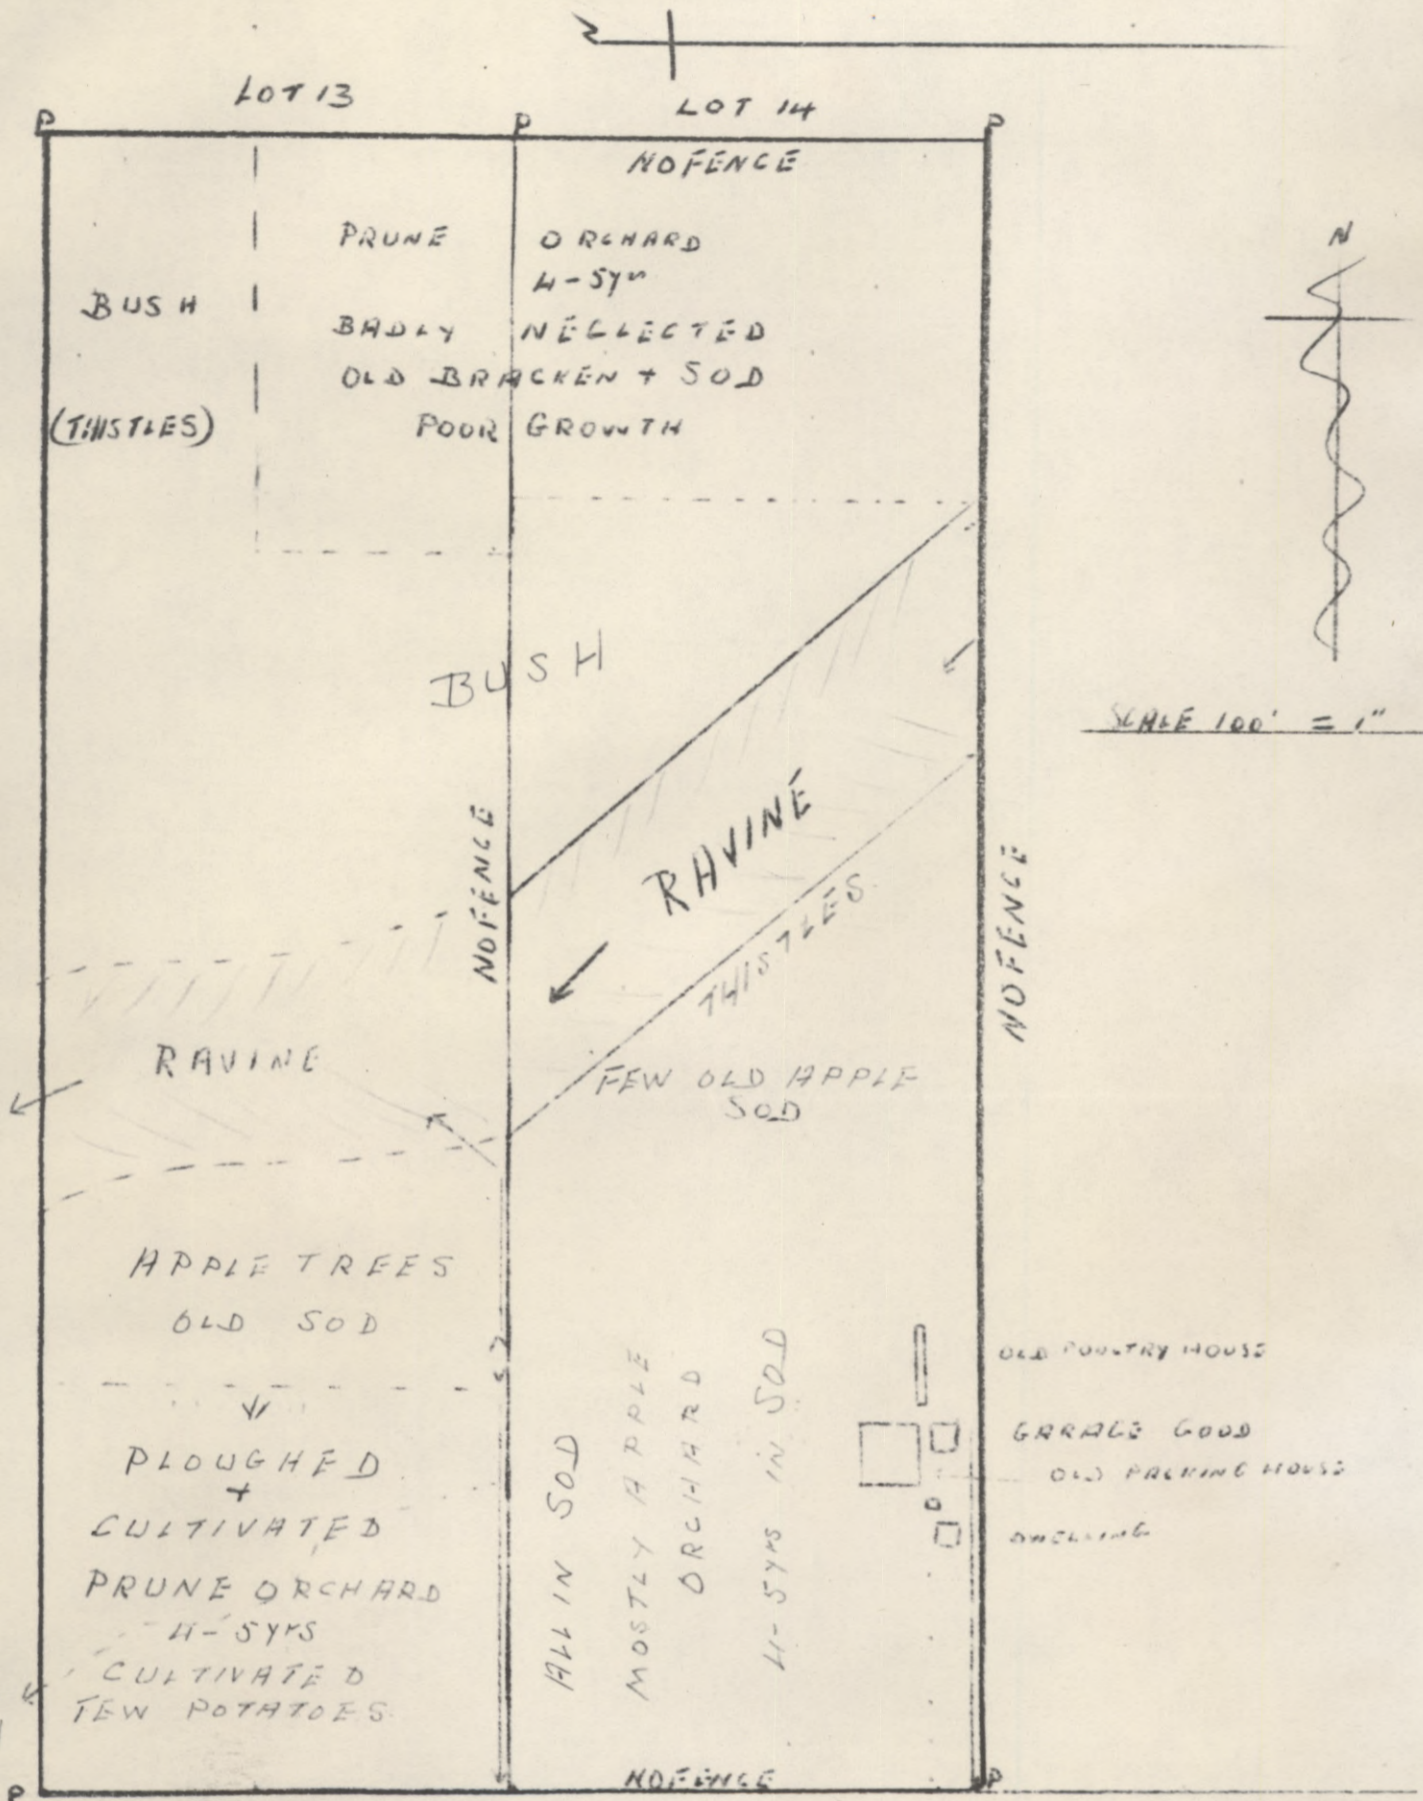 LOT 13
LOT 14
P
P
P
NO FENCE
PRUNE ORCHARD
4-5yrs
BUSH
BADLY NEGLECTED
OLD BRACKEN + SOD
(THISTLES)
POOR GROWTH
N
BUSH
SCALE 100' = 1"
NO FENCE
RAVINE
THISTLES
NO FENCE
RAVINE
FEW OLD APPLE
SOD
APPLE TREES
OLD SOD
PLOUGHED
+
CULTIVATED
PRUNE ORCHARD
4-5yrs
CULTIVATED
FEW POTATOES
ALL IN SOD
MOSTLY APPLE
ORCHARD
4-5yrs IN SOD
OLD POULTRY HOUSE
GARAGE GOOD
OLD PACKING HOUSE
DWELLING
NO FENCE
P
P